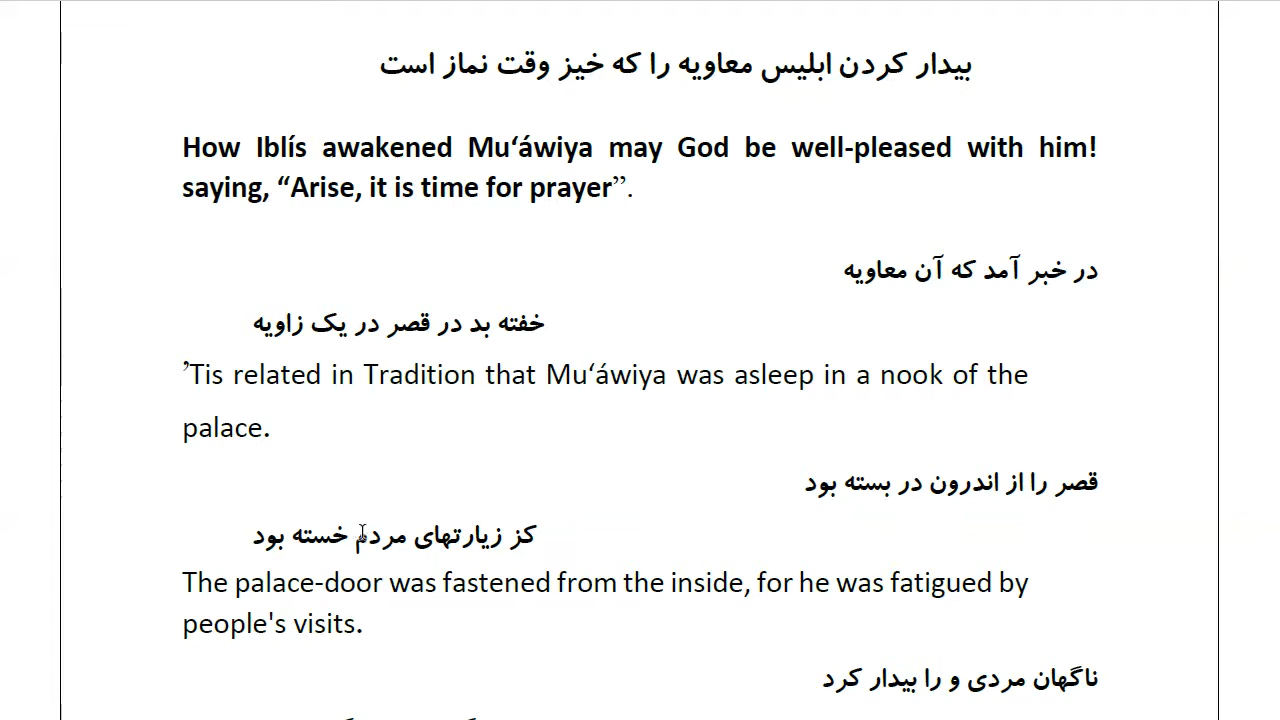 بیدار کردن ابلیس معاویه را که خیز وقت نماز است
How Iblís awakened Mu‘áwiya may God be well-pleased with him!
saying, “Arise, it is time for prayer”.
در خبر آمد که آن معاویه
خفته بد در قصر در یک زاویه
’Tis related in Tradition that Mu‘áwiya was asleep in a nook of the
palace.
قصر را از اندرون در بسته بود
کز زیارتهای مردم خسته بود
The palace-door was fastened from the inside, for he was fatigued by
people's visits.
ناگهان مردی و را بیدار کرد